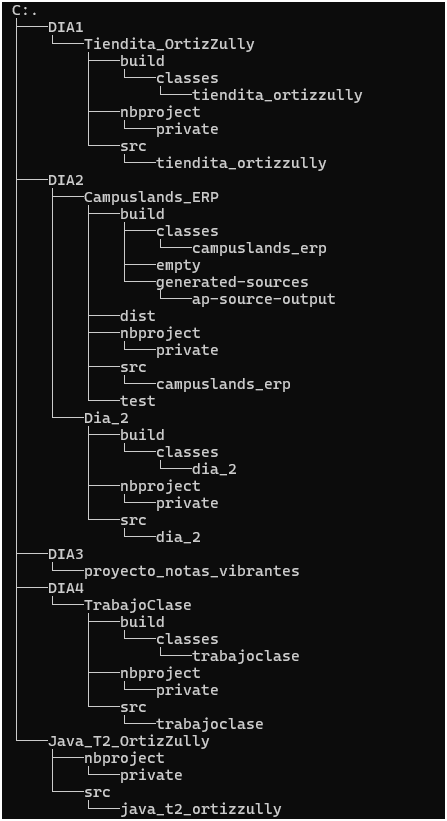 C:.
DIA1
Tiendita_OrtizZully
build
classes
tiendita_ortizzully
nbproject
private
src
tiendita_ortizzully
DIA2
Campuslands_ERP
build
classes
campuslands_erp
empty
generated-sources
ap-source-output
dist
nbproject
private
src
campuslands_erp
test
Dia_2
build
classes
dia_2
nbproject
private
src
dia_2
DIA3
proyecto_notas_vibrantes
DIA4
TrabajoClase
build
classes
trabajoclase
nbproject
private
src
trabajoclase
Java_T2_OrtizZully
nbproject
private
src
java_t2_ortizzully